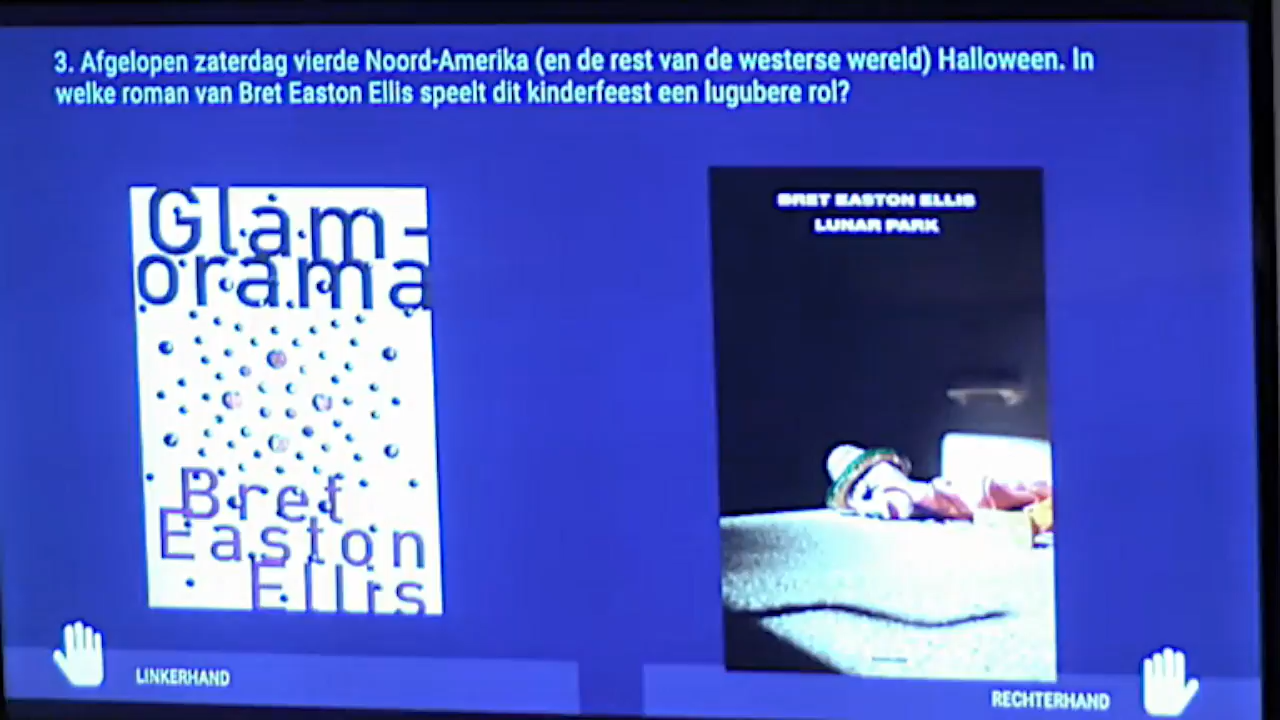 3. Afgelopen zaterdag vierde Noord-Amerika (en de rest van de westerse wereld) Halloween. In
welke roman van Bret Easton Ellis speelt dit kinderfeest een lugubere rol?
Glam-
orama
Bret
Easton
Ellis
BRET EASTON ELLIS
LUNAR PARK
LINKERHAND
RECHTERHAND